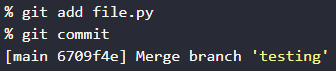 % git add file.py
% git commit
[main 6709f4e] Merge branch 'testing'